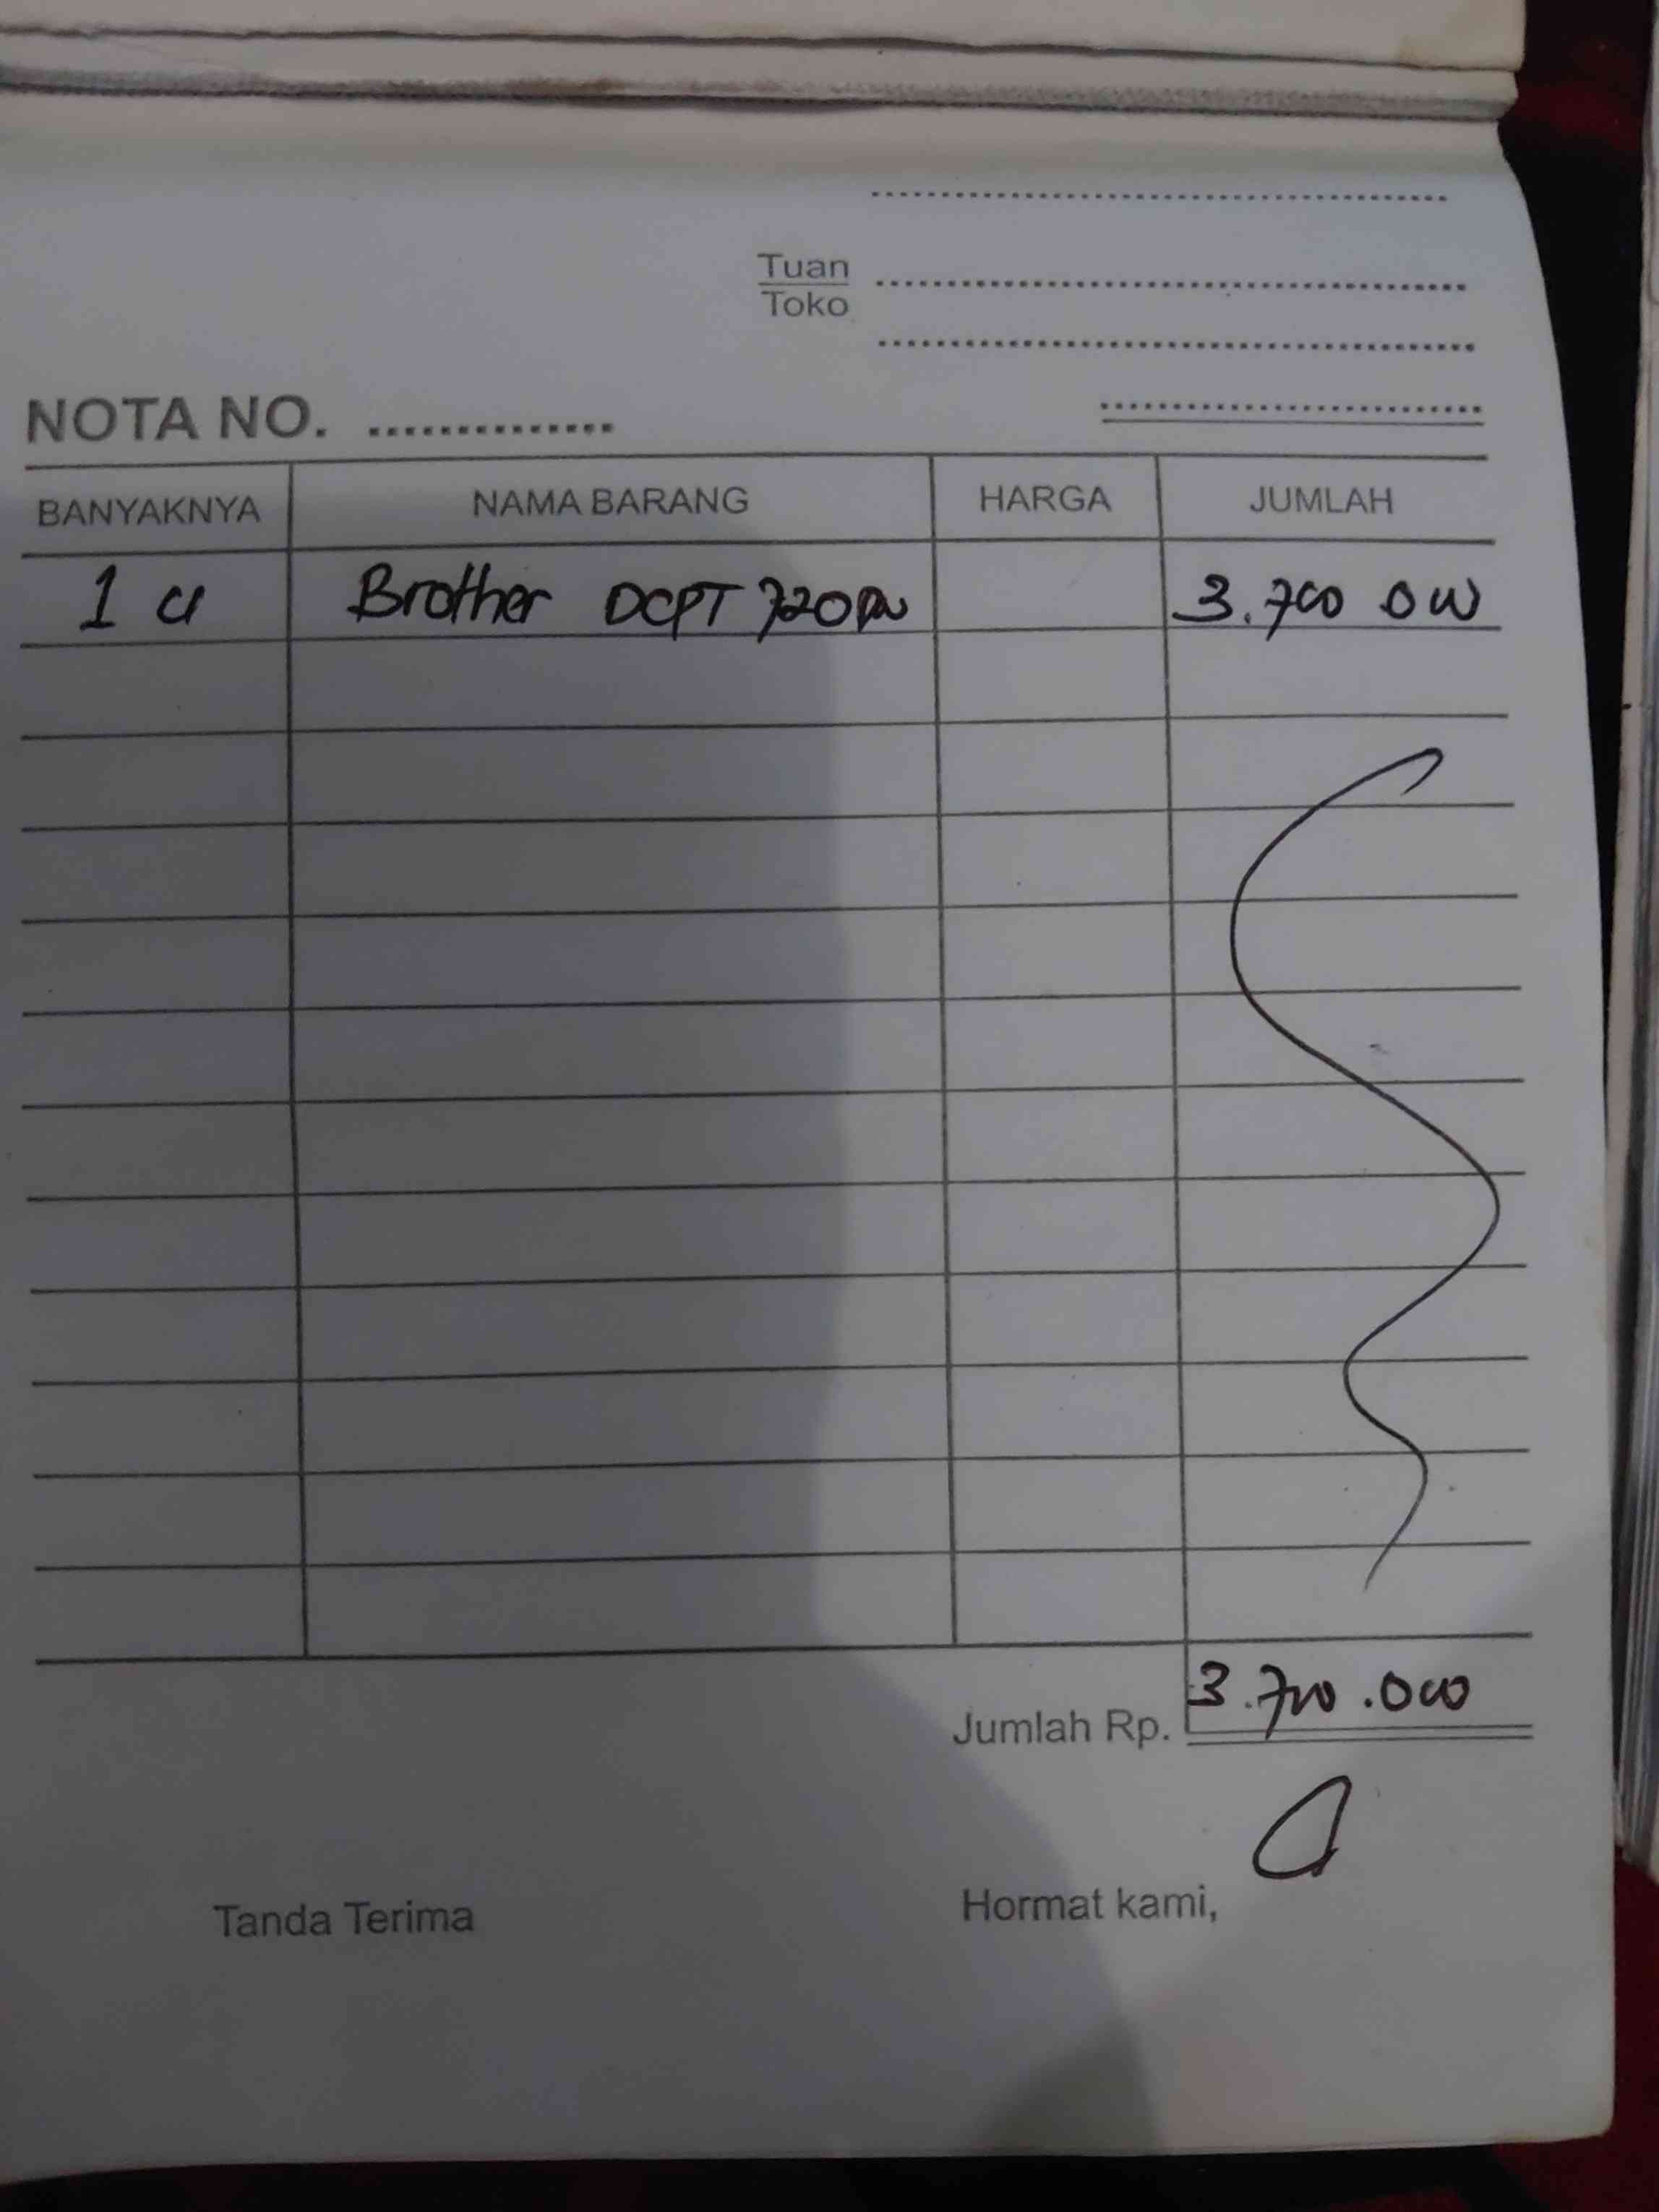 Tuan
Toko
NOTA NO.
BANYAKNYA NAMA BARANG HARGA JUMLAH
1 u Brother DCPT 720DW 3.700 000
Jumlah Rp. 3.700.000
Tanda Terima Hormat kami,